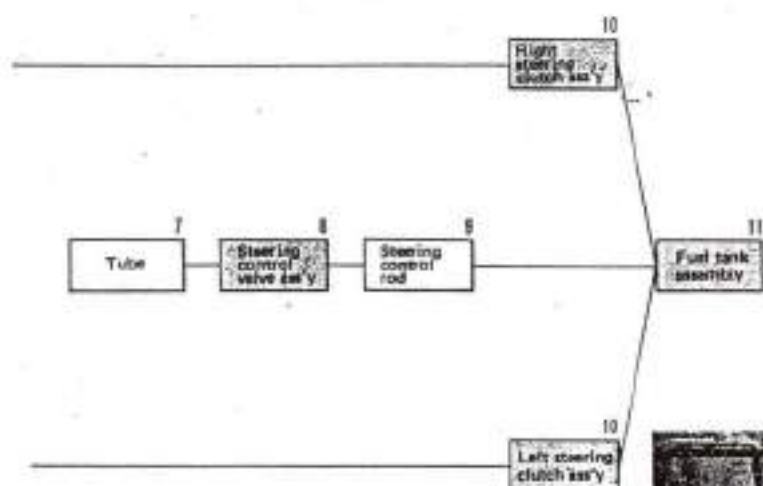 10
Right
steering
clutch ass'y
7
Tube
8
Steering
control
valve ass'y
9
Steering
control
rod
11
Fuel tank
assembly
10
Left steering
clutch ass'y